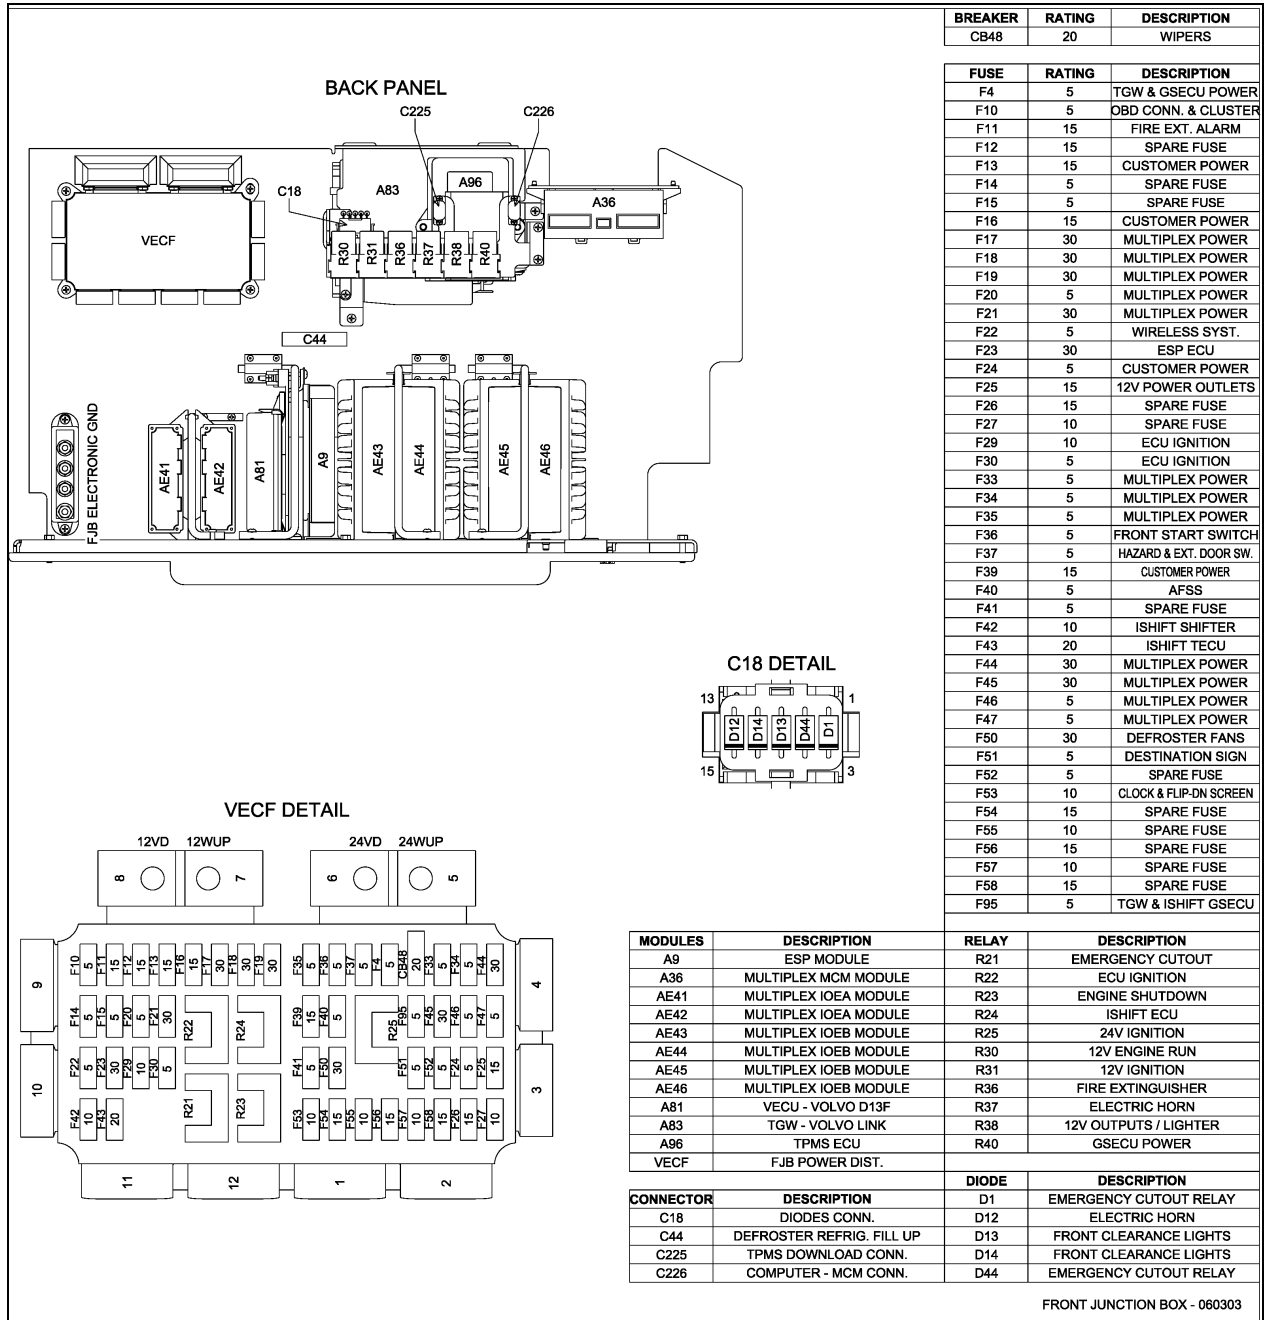 BREAKER RATING DESCRIPTION
CB48 20 WIPERS
FUSE RATING DESCRIPTION
F4 5 TGW & GSECU POWER
F10 5 OBD CONN. & CLUSTER
F11 15 FIRE EXT. ALARM
F12 15 SPARE FUSE
F13 15 CUSTOMER POWER
F14 5 SPARE FUSE
F15 5 SPARE FUSE
F16 15 CUSTOMER POWER
F17 30 MULTIPLEX POWER
F18 30 MULTIPLEX POWER
F19 30 MULTIPLEX POWER
F20 5 MULTIPLEX POWER
F21 30 MULTIPLEX POWER
F22 5 WIRELESS SYST.
F23 30 ESP ECU
F24 5 CUSTOMER POWER
F25 15 12V POWER OUTLETS
F26 15 SPARE FUSE
F27 10 SPARE FUSE
F29 10 ECU IGNITION
F30 5 ECU IGNITION
F33 5 MULTIPLEX POWER
F34 5 MULTIPLEX POWER
F35 5 MULTIPLEX POWER
F36 5 FRONT START SWITCH
F37 5 HAZARD & EXT. DOOR SW.
F39 15 CUSTOMER POWER
F40 5 AFSS
F41 5 SPARE FUSE
F42 10 ISHIFT SHIFTER
F43 20 ISHIFT TECU
F44 30 MULTIPLEX POWER
F45 30 MULTIPLEX POWER
F46 5 MULTIPLEX POWER
F47 5 MULTIPLEX POWER
F50 30 DEFROSTER FANS
F51 5 DESTINATION SIGN
F52 5 SPARE FUSE
F53 10 CLOCK & FLIP-DN SCREEN
F54 15 SPARE FUSE
F55 10 SPARE FUSE
F56 15 SPARE FUSE
F57 10 SPARE FUSE
F58 15 SPARE FUSE
F95 5 TGW & ISHIFT GSECU
BACK PANEL
C225 C226
C18 A83 A96 A36
VECF
R30 R31 R36 R37 R38 R40
C44
FJB ELECTRONIC GND
AE41 AE42 A81 A9 AE43 AE44 AE45 AE46
C18 DETAIL
13 1
D12 D14 D13 D44 D1
15 3
VECF DETAIL
12VD 12WUP 24VD 24WUP
8 7 6 5
F10 5 F11 15 F12 15 F13 15 F16 15 F17 30 F18 30 F19 30 F35 5 F36 5 F37 5 F4 5 CB48 20 F33 5 F34 5 F44 30
9 4
F14 5 F15 5 F20 5 F21 30 R22 R24 F39 15 F40 5 R25 F95 5 F45 30 F46 5 F47 5
F22 5 F23 30 F29 10 F30 5 F41 5 F50 30 F51 5 F52 5 F24 5 F25 15
10 3
F42 10 F43 20 R21 R23 F53 10 F54 15 F55 10 F56 15 F57 10 F58 15 F26 15 F27 10
11 12 1 2
MODULES DESCRIPTION
A9 ESP MODULE
A36 MULTIPLEX MCM MODULE
AE41 MULTIPLEX IOEA MODULE
AE42 MULTIPLEX IOEA MODULE
AE43 MULTIPLEX IOEB MODULE
AE44 MULTIPLEX IOEB MODULE
AE45 MULTIPLEX IOEB MODULE
AE46 MULTIPLEX IOEB MODULE
A81 VECU - VOLVO D13F
A83 TGW - VOLVO LINK
A96 TPMS ECU
VECF FJB POWER DIST.
RELAY DESCRIPTION
R21 EMERGENCY CUTOUT
R22 ECU IGNITION
R23 ENGINE SHUTDOWN
R24 ISHIFT ECU
R25 24V IGNITION
R30 12V ENGINE RUN
R31 12V IGNITION
R36 FIRE EXTINGUISHER
R37 ELECTRIC HORN
R38 12V OUTPUTS / LIGHTER
R40 GSECU POWER
CONNECTOR DESCRIPTION
C18 DIODES CONN.
C44 DEFROSTER REFRIG. FILL UP
C225 TPMS DOWNLOAD CONN.
C226 COMPUTER - MCM CONN.
DIODE DESCRIPTION
D1 EMERGENCY CUTOUT RELAY
D12 ELECTRIC HORN
D13 FRONT CLEARANCE LIGHTS
D14 FRONT CLEARANCE LIGHTS
D44 EMERGENCY CUTOUT RELAY
FRONT JUNCTION BOX - 060303